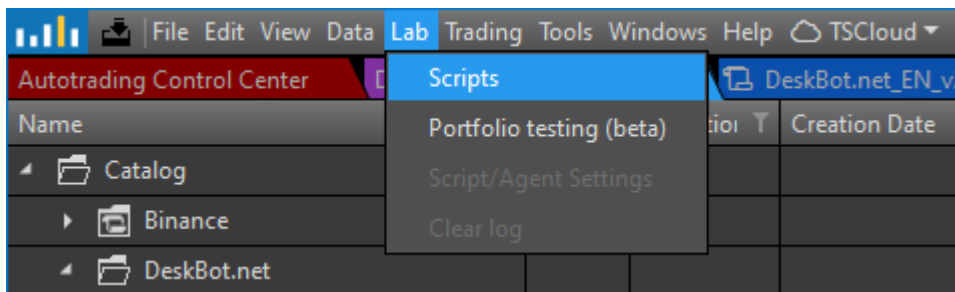 File Edit View Data Lab Trading Tools Windows Help TSCloud
Autotrading Control Center D DeskBot.net_EN_v
Scripts
Name Creation Date
Portfolio testing (beta)
Catalog
Script/Agent Settings
Binance
Clear log
DeskBot.net